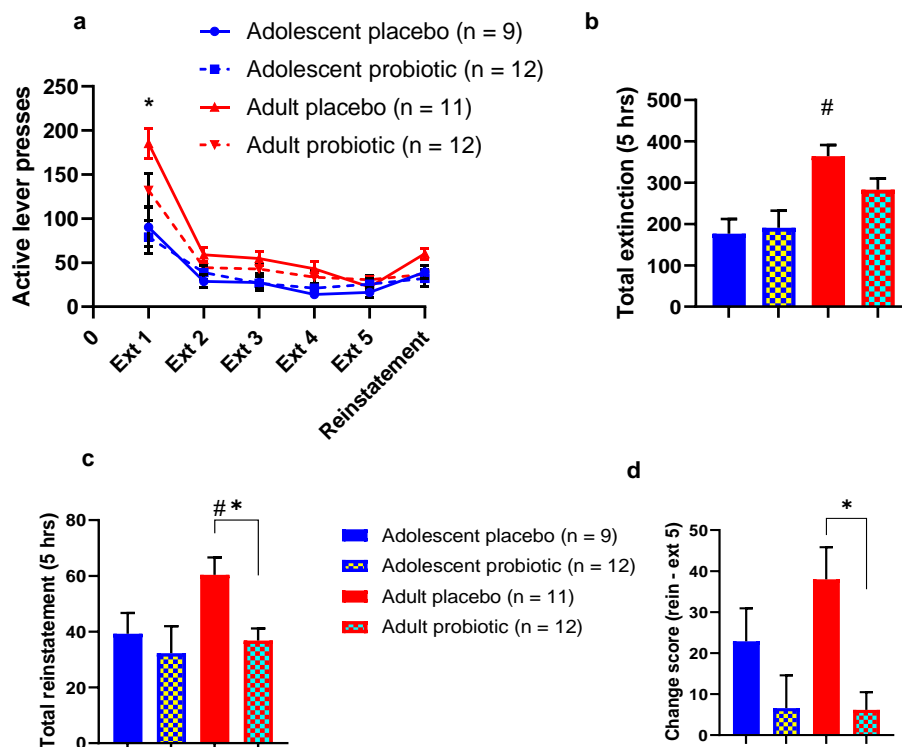 a
Adolescent placebo (n = 9)
Adolescent probiotic (n = 12)
Adult placebo (n = 11)
Adult probiotic (n = 12)
Active lever presses
250
200
150
100
50
0
*
0
Ext 1
Ext 2
Ext 3
Ext 4
Ext 5
Reinstatement
b
Total extinction (5 hrs)
500
400
300
200
100
0
#
c
Total reinstatement (5 hrs)
80
60
40
20
0
# *
Adolescent placebo (n = 9)
Adolescent probiotic (n = 12)
Adult placebo (n = 11)
Adult probiotic (n = 12)
d
Change score (rein - ext 5)
50
40
30
20
10
0
*